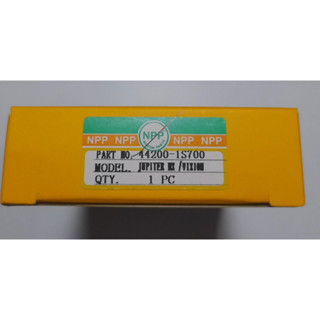 NPP NPP NPP NPP NPP
PART NO. 44200-1S700
MODEL. JUPITER MX /VIXION
QTY. 1 PC